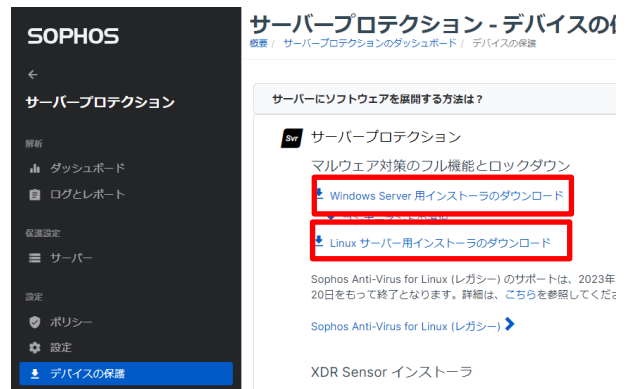 SOPHOS
サーバープロテクション
解析
ダッシュボード
ログとレポート
保護設定
サーバー
設定
ポリシー
設定
デバイスの保護
サーバープロテクション - デバイスの
概要 / サーバープロテクションのダッシュボード / デバイスの保護
サーバーにソフトウェアを展開する方法は？
Svr サーバープロテクション
マルウェア対策のフル機能とロックダウン
Windows Server 用インストーラのダウンロード
Linux サーバー用インストーラのダウンロード
Sophos Anti-Virus for Linux (レガシー) のサポートは、2023年
20日をもって終了となります。詳細は、こちらを参照してくだ
Sophos Anti-Virus for Linux (レガシー)
XDR Sensor インストーラ